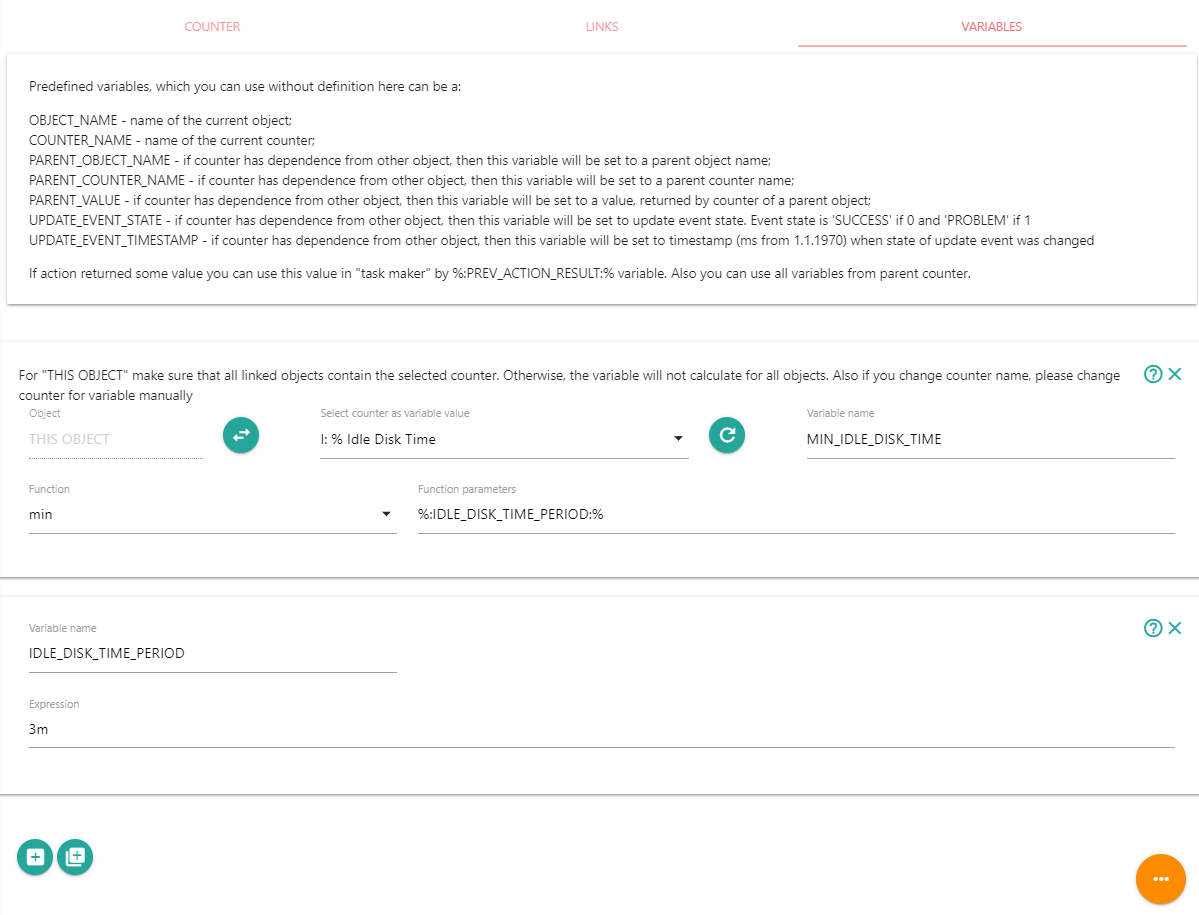 COUNTER
LINKS
VARIABLES
Predefined variables, which you can use without definition here can be a:
OBJECT_NAME - name of the current object;
COUNTER_NAME - name of the current counter;
PARENT_OBJECT_NAME - if counter has dependence from other object, then this variable will be set to a parent object name;
PARENT_COUNTER_NAME - if counter has dependence from other object, then this variable will be set to a parent counter name;
PARENT_VALUE - if counter has dependence from other object, then this variable will be set to a value, returned by counter of a parent object;
UPDATE_EVENT_STATE - if counter has dependence from other object, then this variable will be set to update event state. Event state is 'SUCCESS' if 0 and 'PROBLEM' if 1
UPDATE_EVENT_TIMESTAMP - if counter has dependence from other object, then this variable will be set to timestamp (ms from 1.1.1970) when state of update event was changed
If action returned some value you can use this value in "task maker" by %:PREV_ACTION_RESULT:% variable. Also you can use all variables from parent counter.
For "THIS OBJECT" make sure that all linked objects contain the selected counter. Otherwise, the variable will not calculate for all objects. Also if you change counter name, please change
counter for variable manually
Object
THIS OBJECT
Select counter as variable value
I: % Idle Disk Time
Variable name
MIN_IDLE_DISK_TIME
Function
min
Function parameters
%:IDLE_DISK_TIME_PERIOD:%
Variable name
IDLE_DISK_TIME_PERIOD
Expression
3m